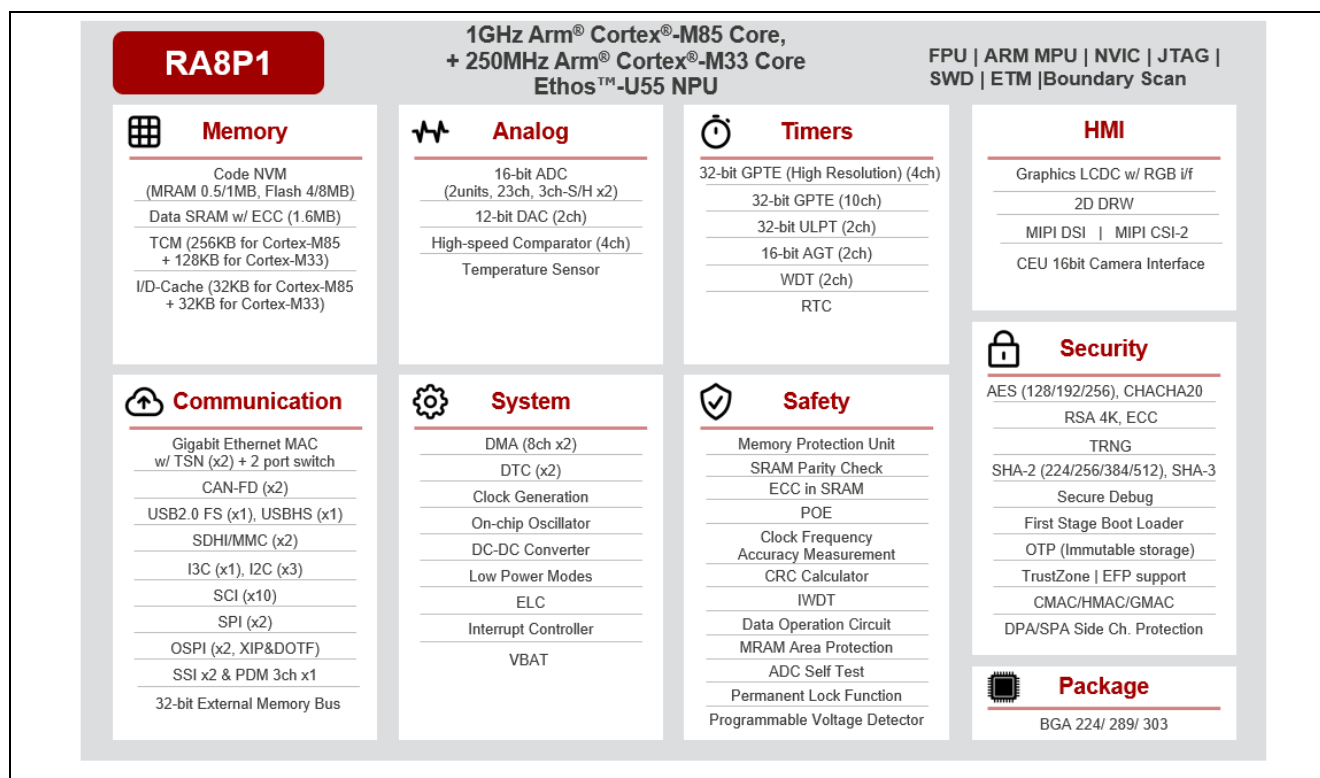 RA8P1
1GHz Arm® Cortex®-M85 Core,
+ 250MHz Arm® Cortex®-M33 Core
Ethos™-U55 NPU
FPU | ARM MPU | NVIC | JTAG |
SWD | ETM |Boundary Scan
Memory
Code NVM
(MRAM 0.5/1MB, Flash 4/8MB)
Data SRAM w/ ECC (1.6MB)
TCM (256KB for Cortex-M85
+ 128KB for Cortex-M33)
I/D-Cache (32KB for Cortex-M85
+ 32KB for Cortex-M33)
Analog
16-bit ADC
(2units, 23ch, 3ch-S/H x2)
12-bit DAC (2ch)
High-speed Comparator (4ch)
Temperature Sensor
Timers
32-bit GPTE (High Resolution) (4ch)
32-bit GPTE (10ch)
32-bit ULPT (2ch)
16-bit AGT (2ch)
WDT (2ch)
RTC
HMI
Graphics LCDC w/ RGB i/f
2D DRW
MIPI DSI | MIPI CSI-2
CEU 16bit Camera Interface
Communication
Gigabit Ethernet MAC
w/ TSN (x2) + 2 port switch
CAN-FD (x2)
USB2.0 FS (x1), USBHS (x1)
SDHI/MMC (x2)
I3C (x1), I2C (x3)
SCI (x10)
SPI (x2)
OSPI (x2, XIP&DOTF)
SSI x2 & PDM 3ch x1
32-bit External Memory Bus
System
DMA (8ch x2)
DTC (x2)
Clock Generation
On-chip Oscillator
DC-DC Converter
Low Power Modes
ELC
Interrupt Controller
VBAT
Safety
Memory Protection Unit
SRAM Parity Check
ECC in SRAM
POE
Clock Frequency
Accuracy Measurement
CRC Calculator
IWDT
Data Operation Circuit
MRAM Area Protection
ADC Self Test
Permanent Lock Function
Programmable Voltage Detector
Security
AES (128/192/256), CHACHA20
RSA 4K, ECC
TRNG
SHA-2 (224/256/384/512), SHA-3
Secure Debug
First Stage Boot Loader
OTP (Immutable storage)
TrustZone | EFP support
CMAC/HMAC/GMAC
DPA/SPA Side Ch. Protection
Package
BGA 224/ 289/ 303